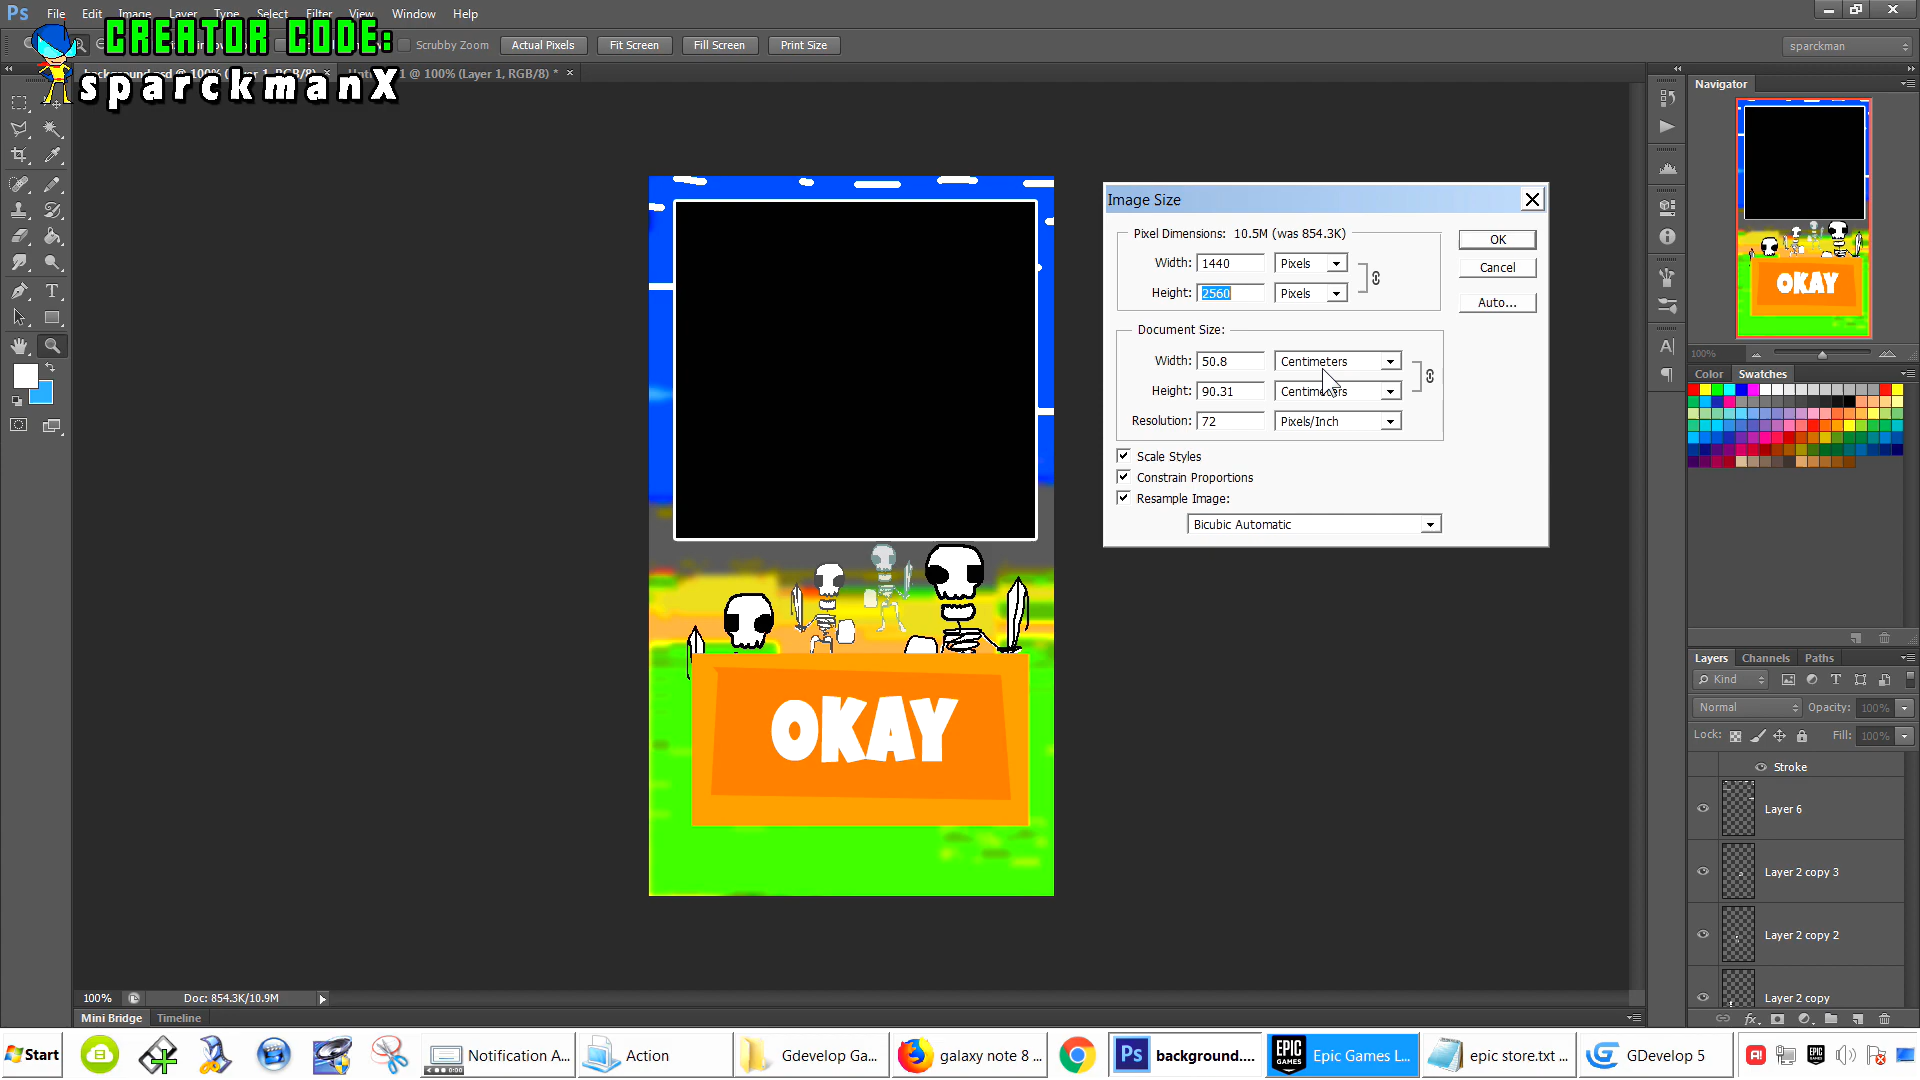 Ps File Edit Image Layer Type Select Filter View Window Help
CREATOR CODE:
sparckmanX
Scrubby Zoom Actual Pixels Fit Screen Fill Screen Print Size
sparckman
1 @ 100% (Layer 1, RGB/8) *
Navigator
OKAY
100%
Color Swatches
Image Size
Pixel Dimensions: 10.5M (was 854.3K)
Width: 1440 Pixels
Height: 2560 Pixels
OK
Cancel
Auto...
Document Size:
Width: 50.8 Centimeters
Height: 90.31 Centimeters
Resolution: 72 Pixels/Inch
Scale Styles
Constrain Proportions
Resample Image:
Bicubic Automatic
OKAY
Layers Channels Paths
Kind
Normal Opacity: 100%
Lock: Fill: 100%
Stroke
Layer 6
Layer 2 copy 3
Layer 2 copy 2
Layer 2 copy
100% Doc: 854.3K/10.9M
Mini Bridge Timeline
Start Notification A... Action Gdevelop Ga... galaxy note 8 ... Ps background.... EPIC GAMES Epic Games L... epic store.txt ... GDevelop 5